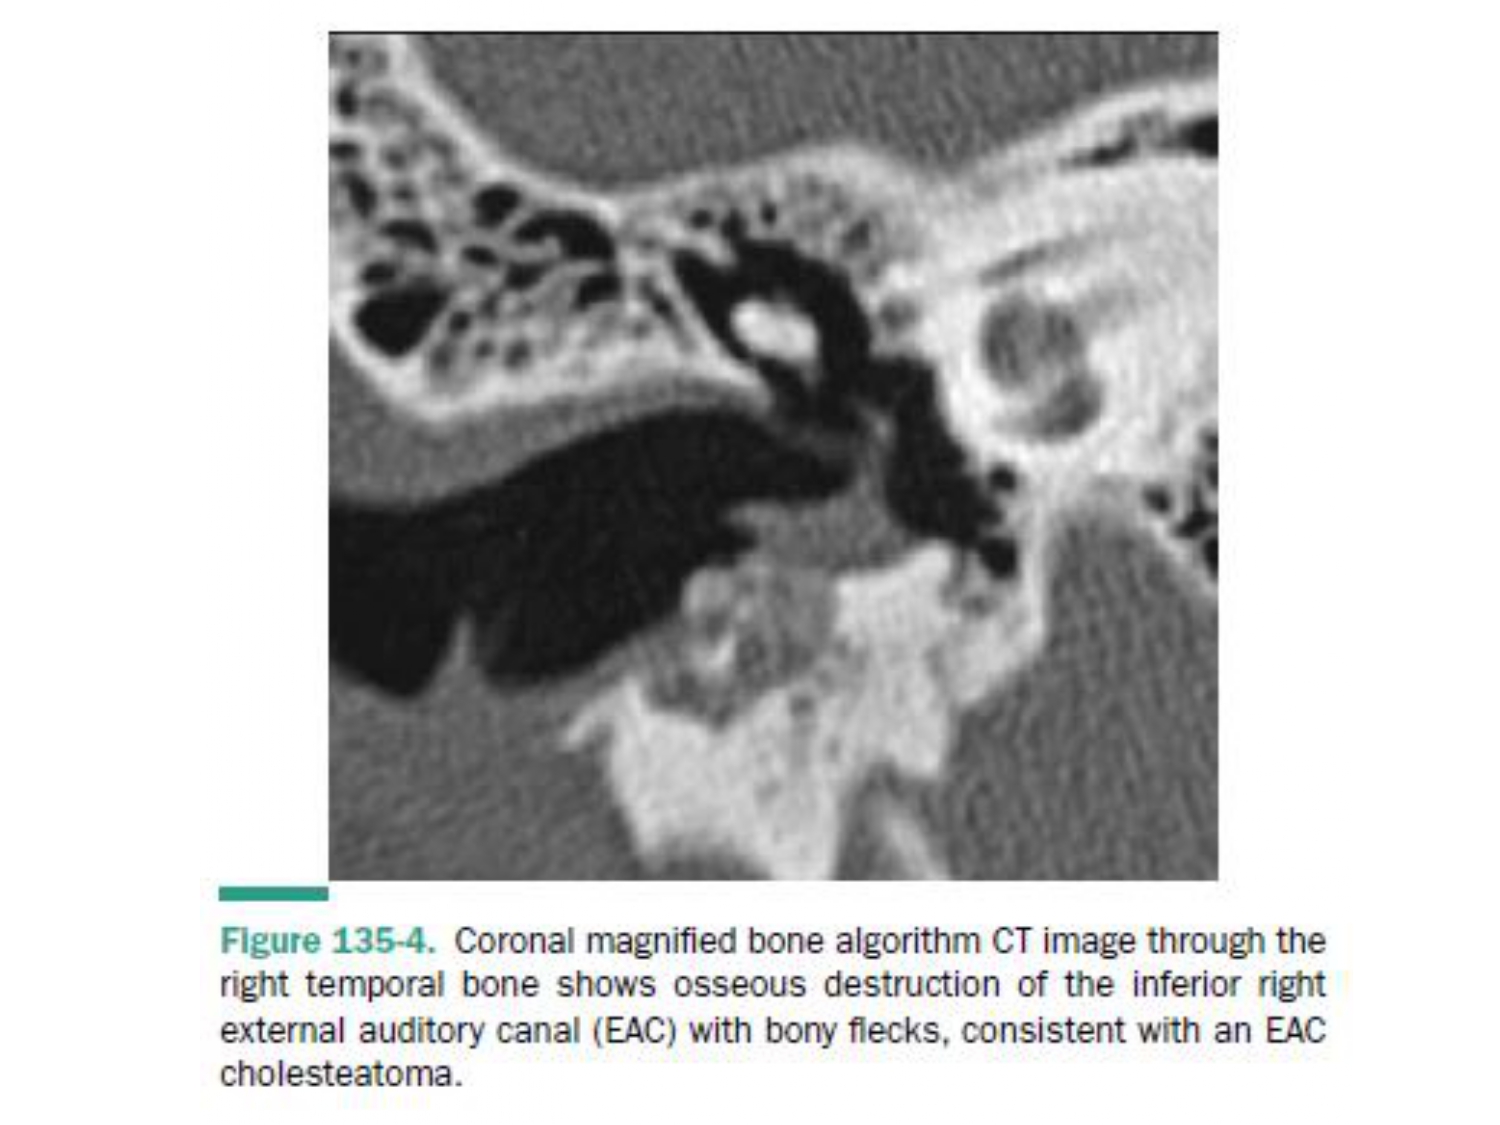 Figure 135-4. Coronal magnified bone algorithm CT image through the
right temporal bone shows osseous destruction of the inferior right
external auditory canal (EAC) with bony flecks, consistent with an EAC
cholesteatoma.